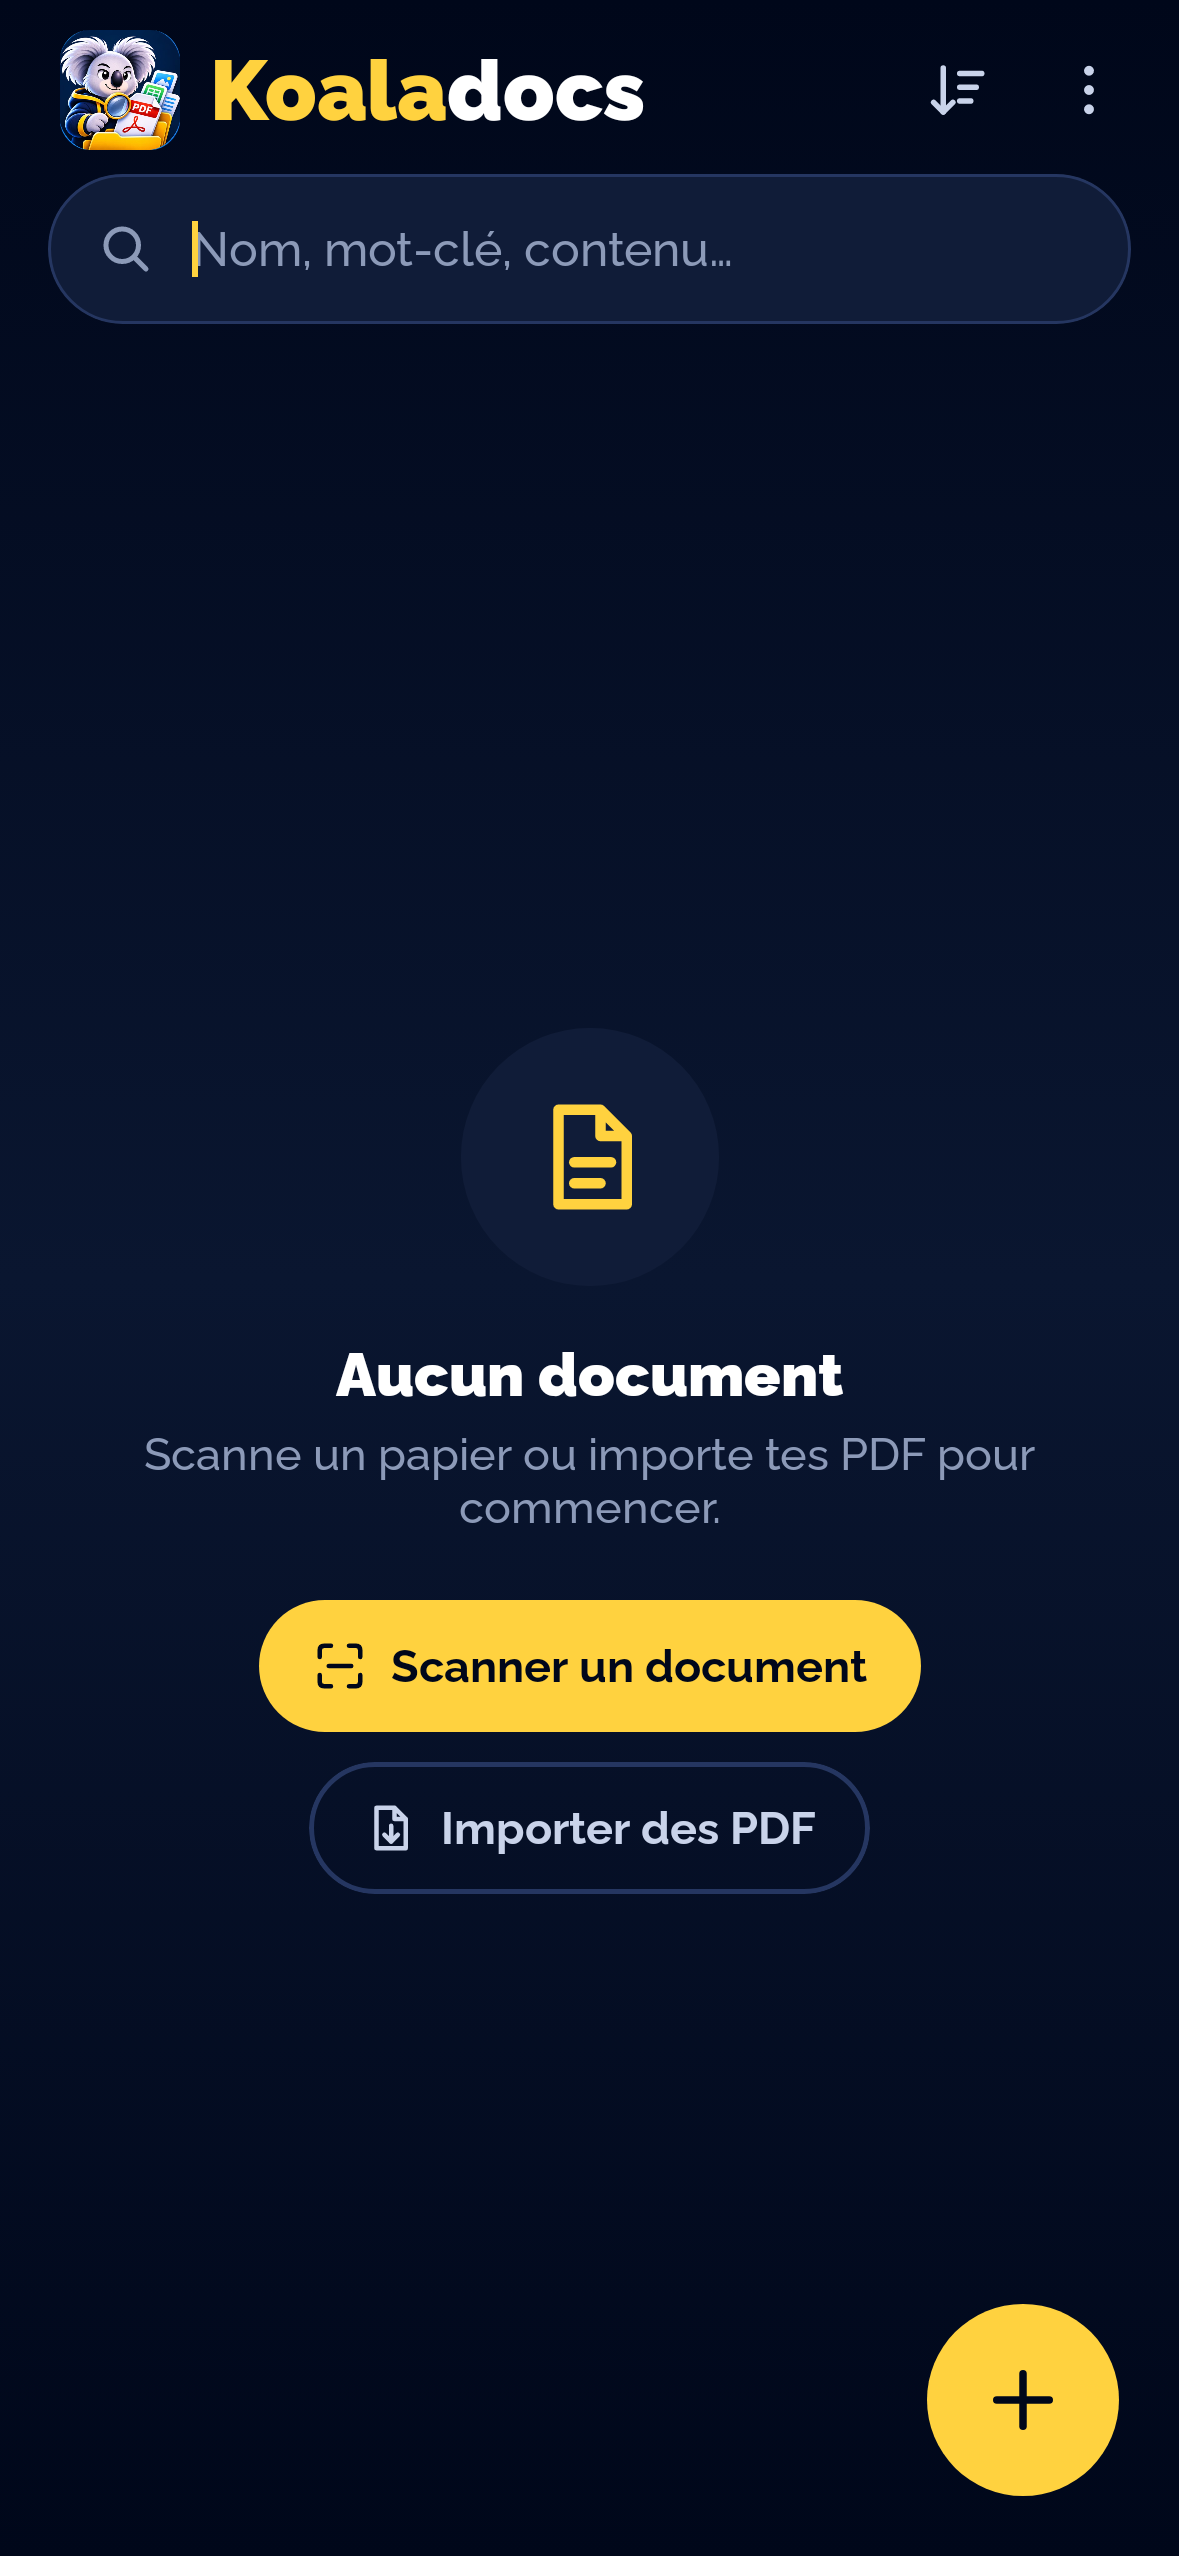 Koaladocs
PDF
Nom, mot-clé, contenu...
Aucun document
Scanne un papier ou importe tes PDF pour
commencer.
Scanner un document
Importer des PDF